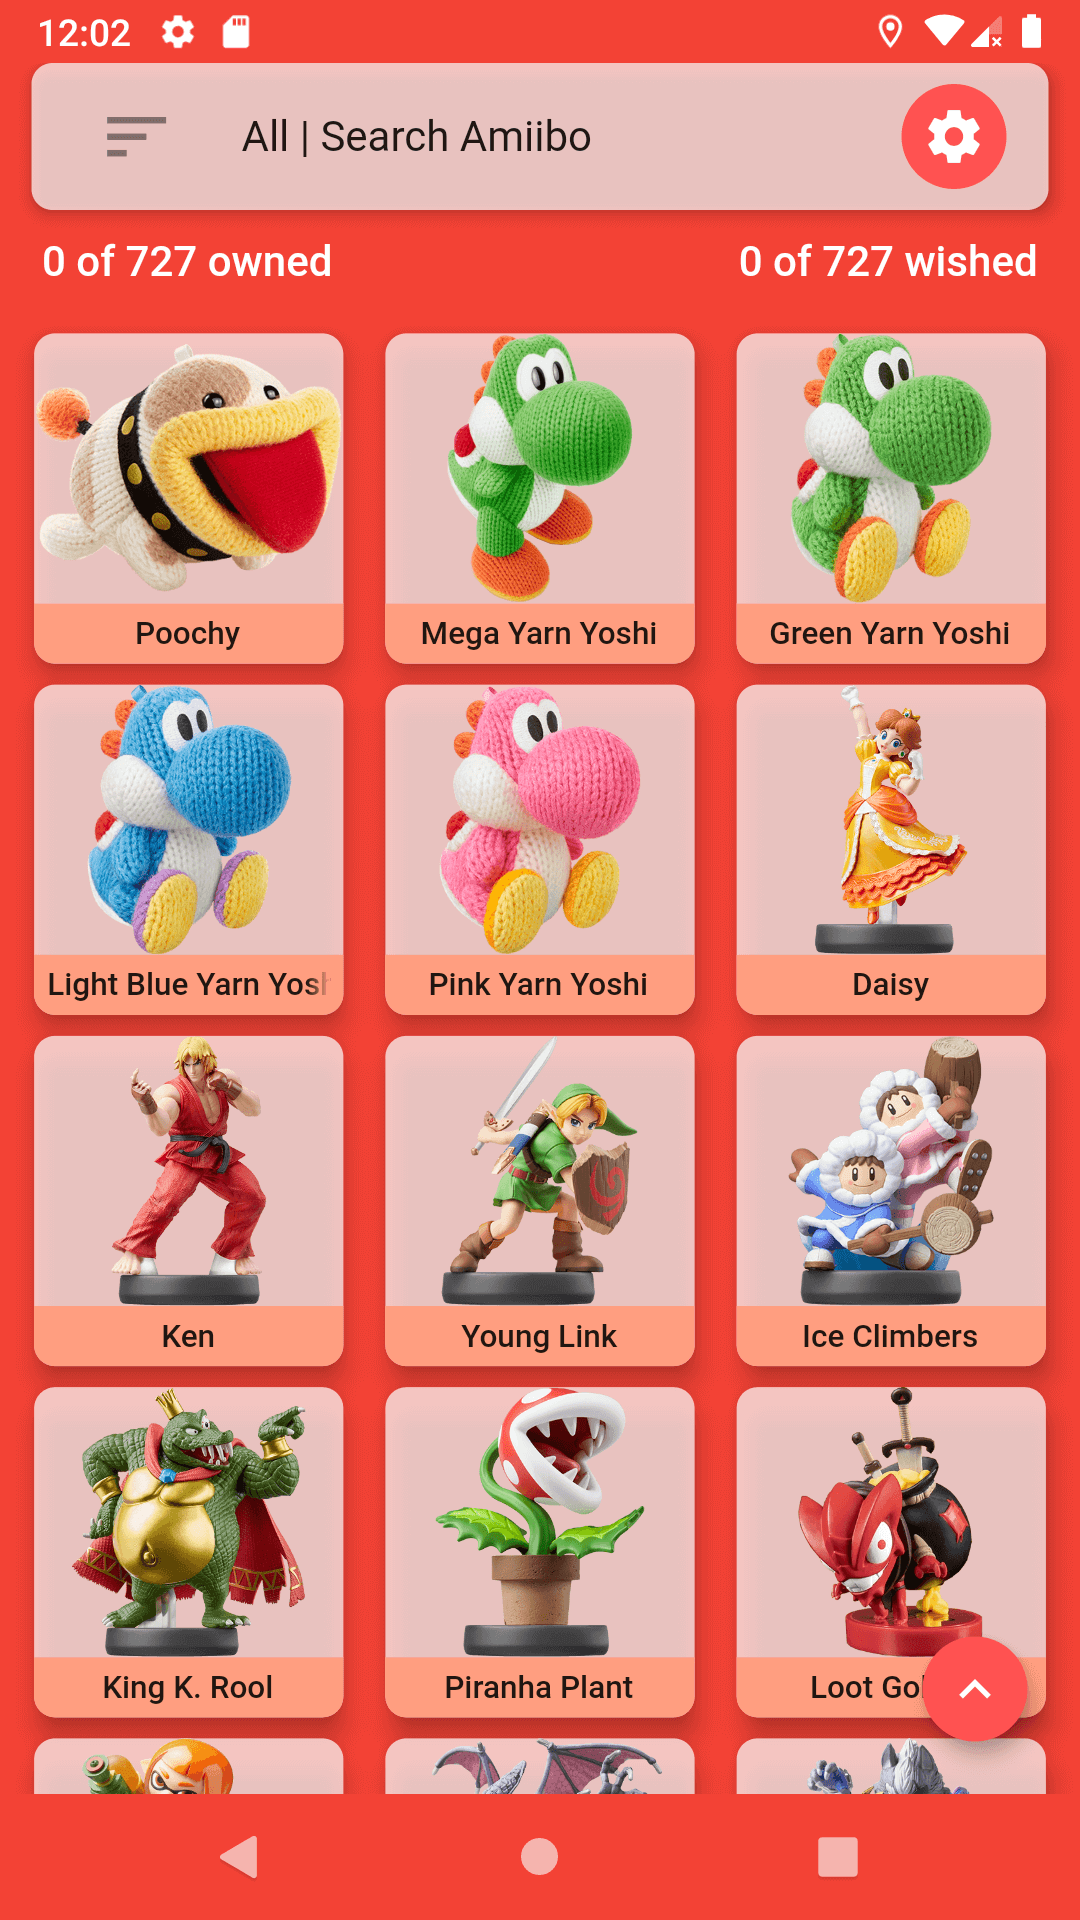 12:02
All | Search Amiibo
0 of 727 owned
0 of 727 wished
Poochy
Mega Yarn Yoshi
Green Yarn Yoshi
Light Blue Yarn Yosh
Pink Yarn Yoshi
Daisy
Ken
Young Link
Ice Climbers
King K. Rool
Piranha Plant
Loot Go